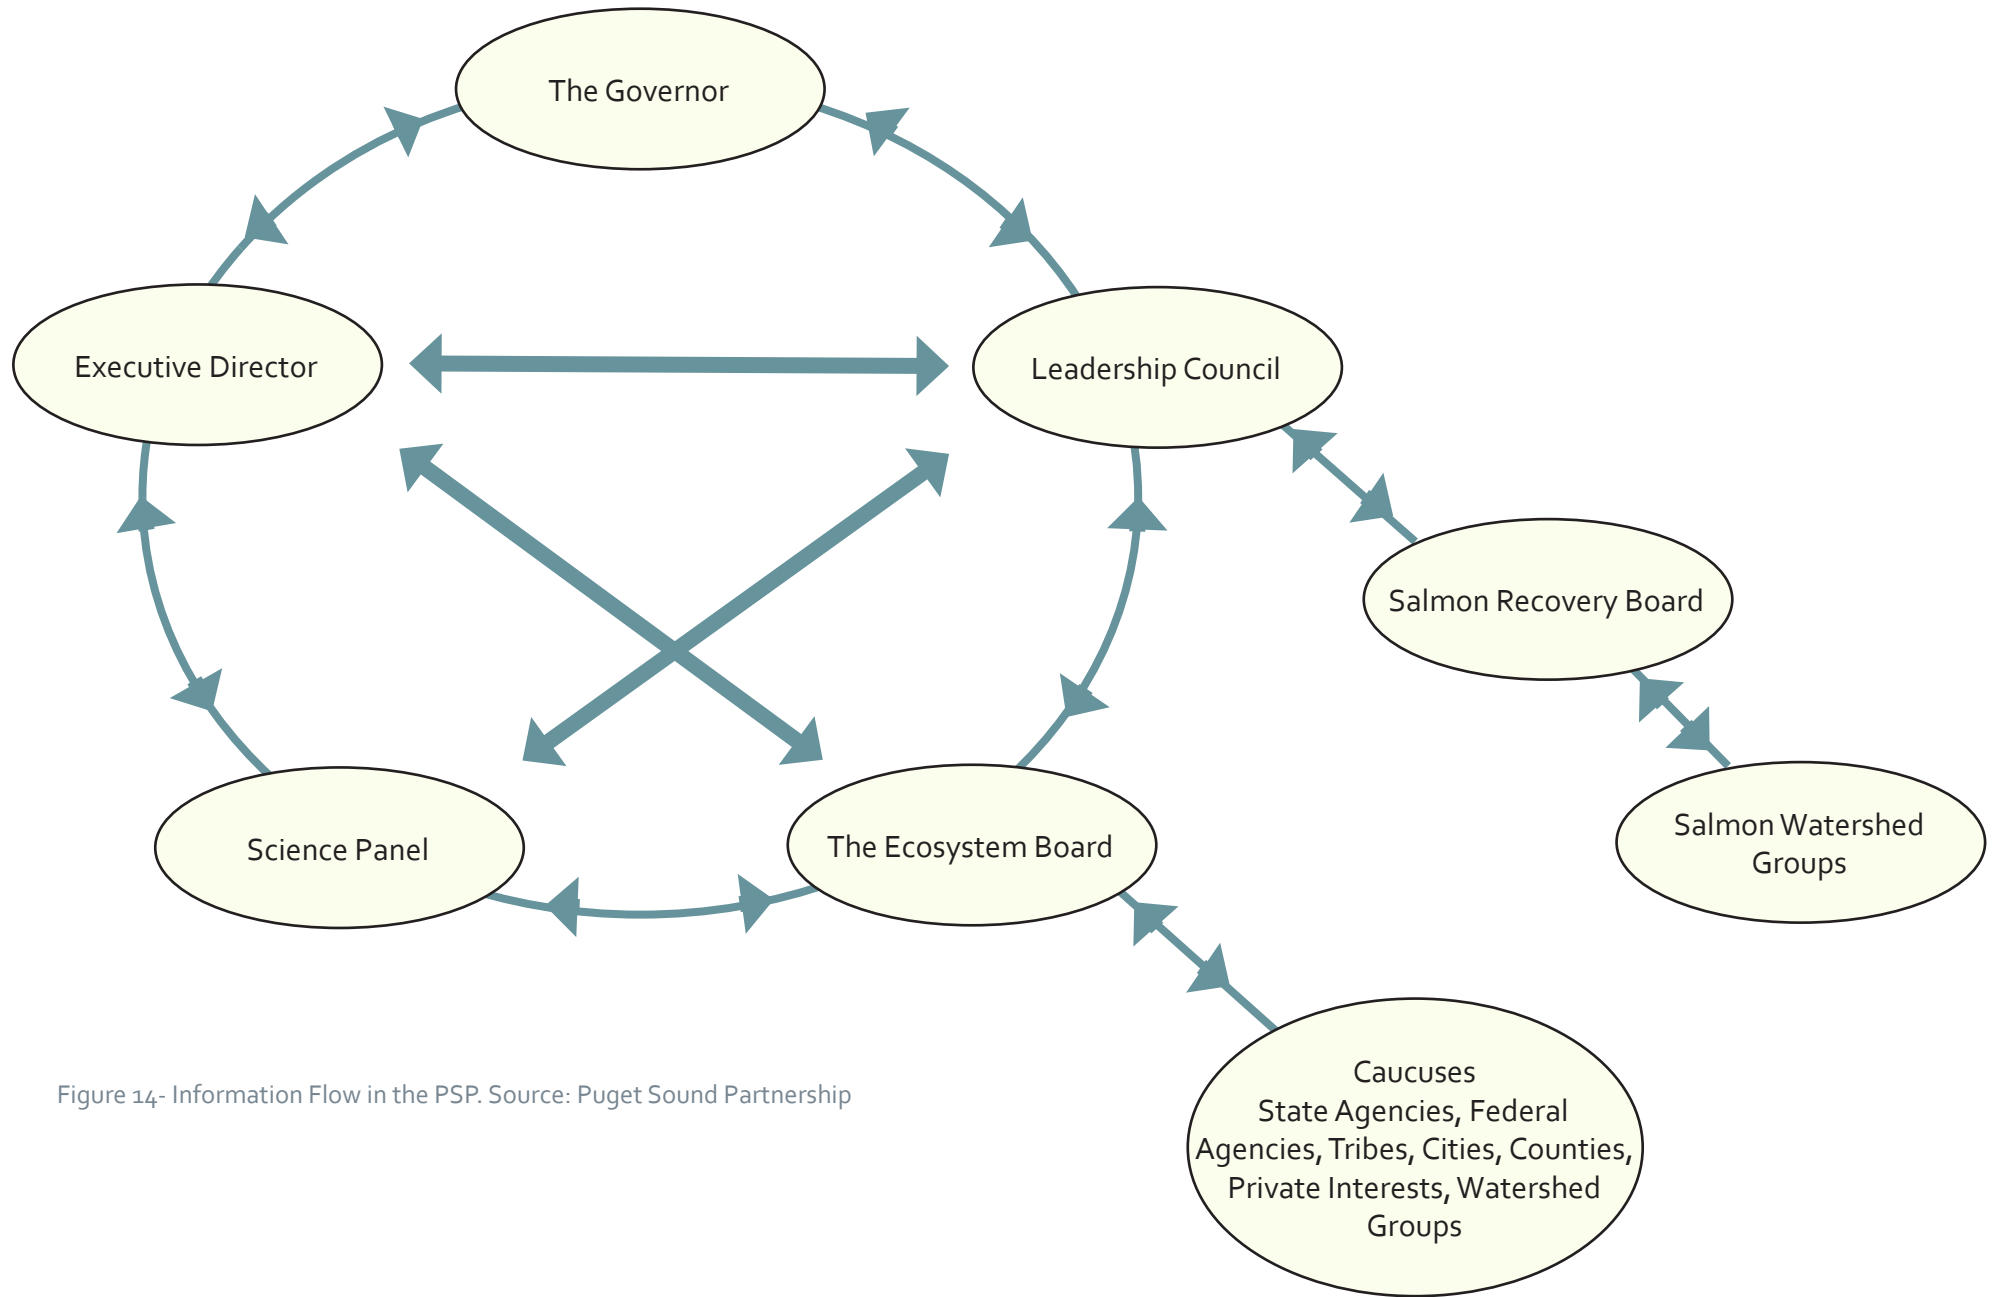 The Governor
Executive Director
Leadership Council
Salmon Recovery Board
Science Panel
The Ecosystem Board
Salmon Watershed
Groups
Caucuses
State Agencies, Federal
Agencies, Tribes, Cities, Counties,
Private Interests, Watershed
Groups
Figure 14- Information Flow in the PSP. Source: Puget Sound Partnership